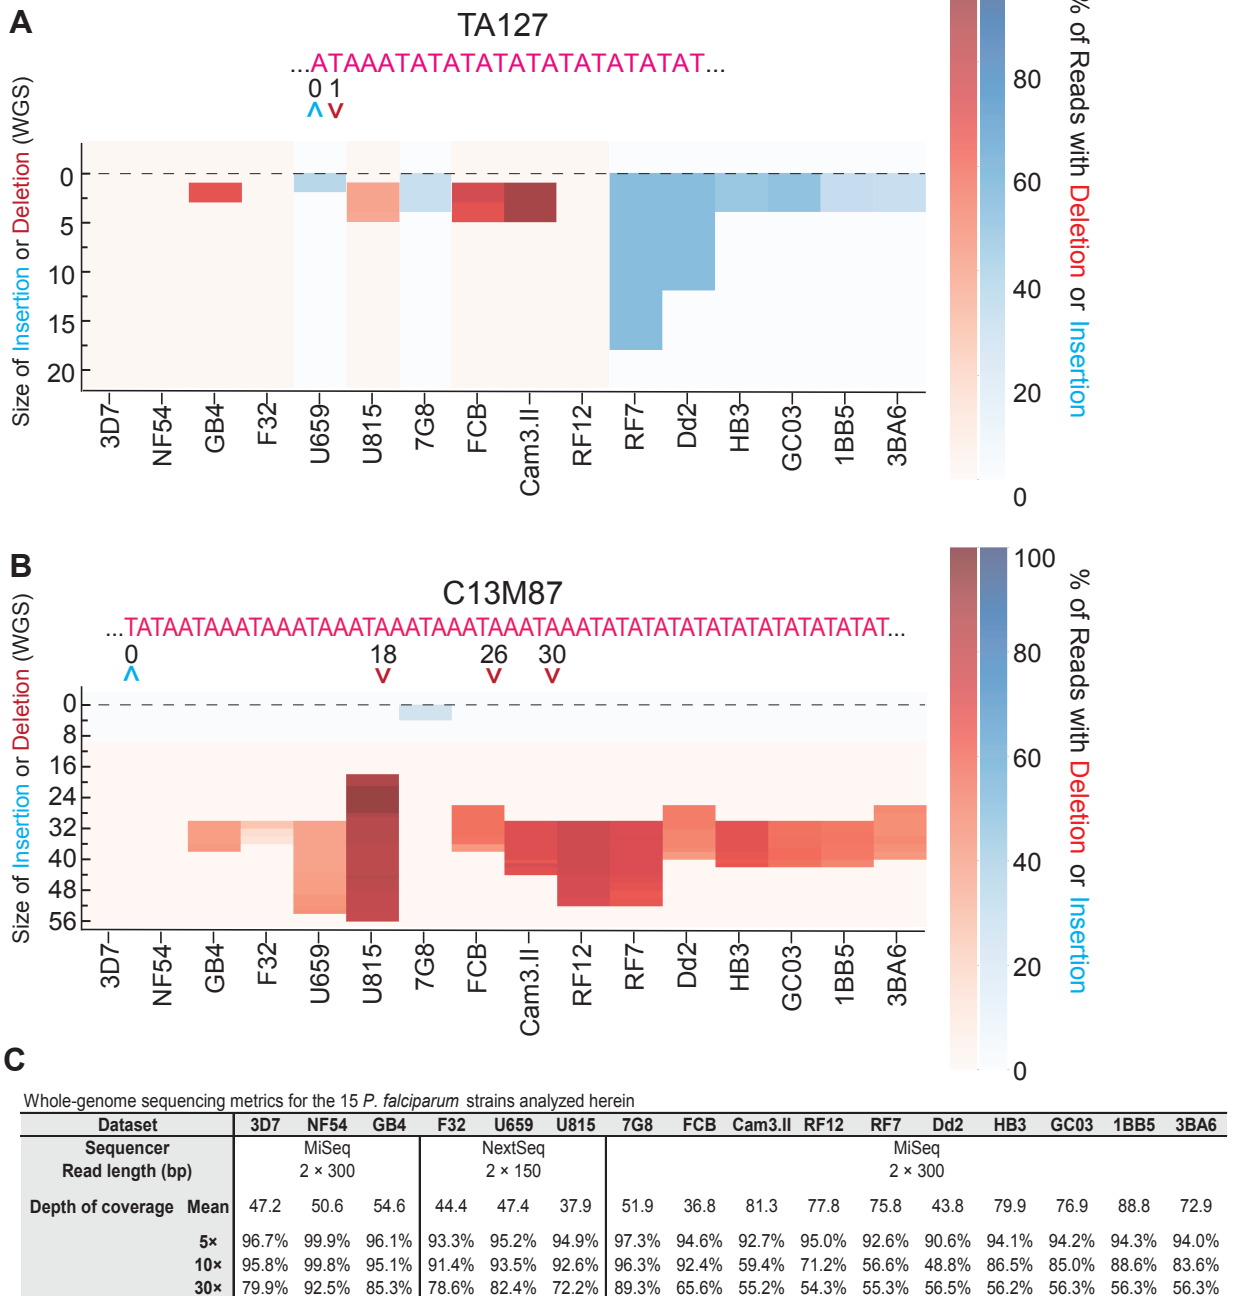 A
TA127
...ATAAATATATATATATATATATATAT...
0 1
Size of Insertion or Deletion (WGS)
0
5
10
15
20
3D7 NF54 GB4 F32 U659 U815 7G8 FCB Cam3.II RF12 RF7 Dd2 HB3 GC03 1BB5 3BA6
80
60
40
20
0
% of Reads with Deletion or Insertion
B
C13M87
...TATAATAAATAAATAAATAAATAAATAAATAAATATATATATATATATATATAT...
0 18 26 30
Size of Insertion or Deletion (WGS)
0
8
16
24
32
40
48
56
3D7 NF54 GB4 F32 U659 U815 7G8 FCB Cam3.II RF12 RF7 Dd2 HB3 GC03 1BB5 3BA6
100
80
60
40
20
0
% of Reads with Deletion or Insertion
C
Whole-genome sequencing metrics for the 15 P. falciparum strains analyzed herein
Dataset 3D7 NF54 GB4 F32 U659 U815 7G8 FCB Cam3.II RF12 RF7 Dd2 HB3 GC03 1BB5 3BA6
Sequencer MiSeq NextSeq MiSeq
Read length (bp) 2 × 300 2 × 150 2 × 300
Depth of coverage Mean 47.2 50.6 54.6 44.4 47.4 37.9 51.9 36.8 81.3 77.8 75.8 43.8 79.9 76.9 88.8 72.9
5× 96.7% 99.9% 96.1% 93.3% 95.2% 94.9% 97.3% 94.6% 92.7% 95.0% 92.6% 90.6% 94.1% 94.2% 94.3% 94.0%
10× 95.8% 99.8% 95.1% 91.4% 93.5% 92.6% 96.3% 92.4% 59.4% 71.2% 56.6% 48.8% 86.5% 85.0% 88.6% 83.6%
30× 79.9% 92.5% 85.3% 78.6% 82.4% 72.2% 89.3% 65.6% 55.2% 54.3% 55.3% 56.5% 56.2% 56.3% 56.3% 56.3%